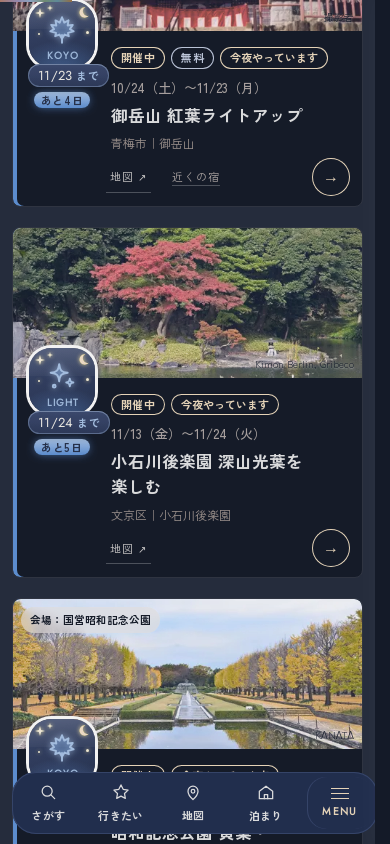 KOYO
11/23 まで
あと4日
開催中
無料
今夜やっています
10/24（土）〜11/23（月）
御岳山 紅葉ライトアップ
青梅市｜御岳山
地図 ↗
近くの宿
→
Kimon Berlin, Gribeco
LIGHT
11/24 まで
あと5日
開催中
今夜やっています
11/13（金）〜11/24（火）
小石川後楽園 深山光葉を
楽しむ
文京区｜小石川後楽園
地図 ↗
→
会場：国営昭和記念公園
KANATA
さがす
行きたい
地図
泊まり
MENU